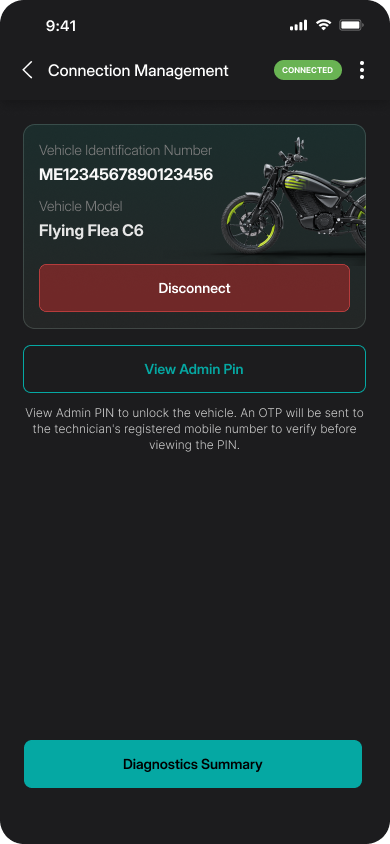 9:41
Connection Management
CONNECTED
Vehicle Identification Number
ME1234567890123456
Vehicle Model
Flying Flea C6
Disconnect
View Admin Pin
View Admin PIN to unlock the vehicle. An OTP will be sent to
the technician's registered mobile number to verify before
viewing the PIN.
Diagnostics Summary